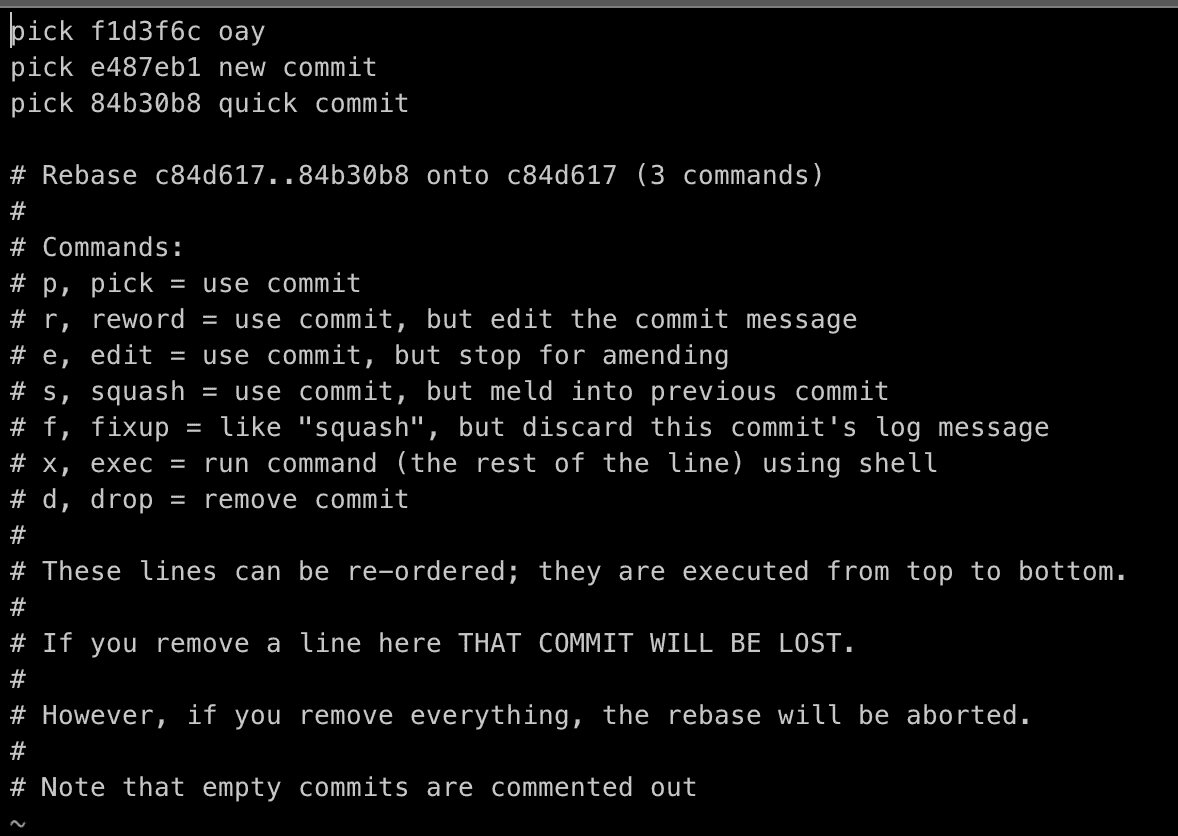 pick f1d3f6c oay
pick e487eb1 new commit
pick 84b30b8 quick commit

# Rebase c84d617..84b30b8 onto c84d617 (3 commands)
#
# Commands:
# p, pick = use commit
# r, reword = use commit, but edit the commit message
# e, edit = use commit, but stop for amending
# s, squash = use commit, but meld into previous commit
# f, fixup = like "squash", but discard this commit's log message
# x, exec = run command (the rest of the line) using shell
# d, drop = remove commit
#
# These lines can be re-ordered; they are executed from top to bottom.
#
# If you remove a line here THAT COMMIT WILL BE LOST.
#
# However, if you remove everything, the rebase will be aborted.
#
# Note that empty commits are commented out
~